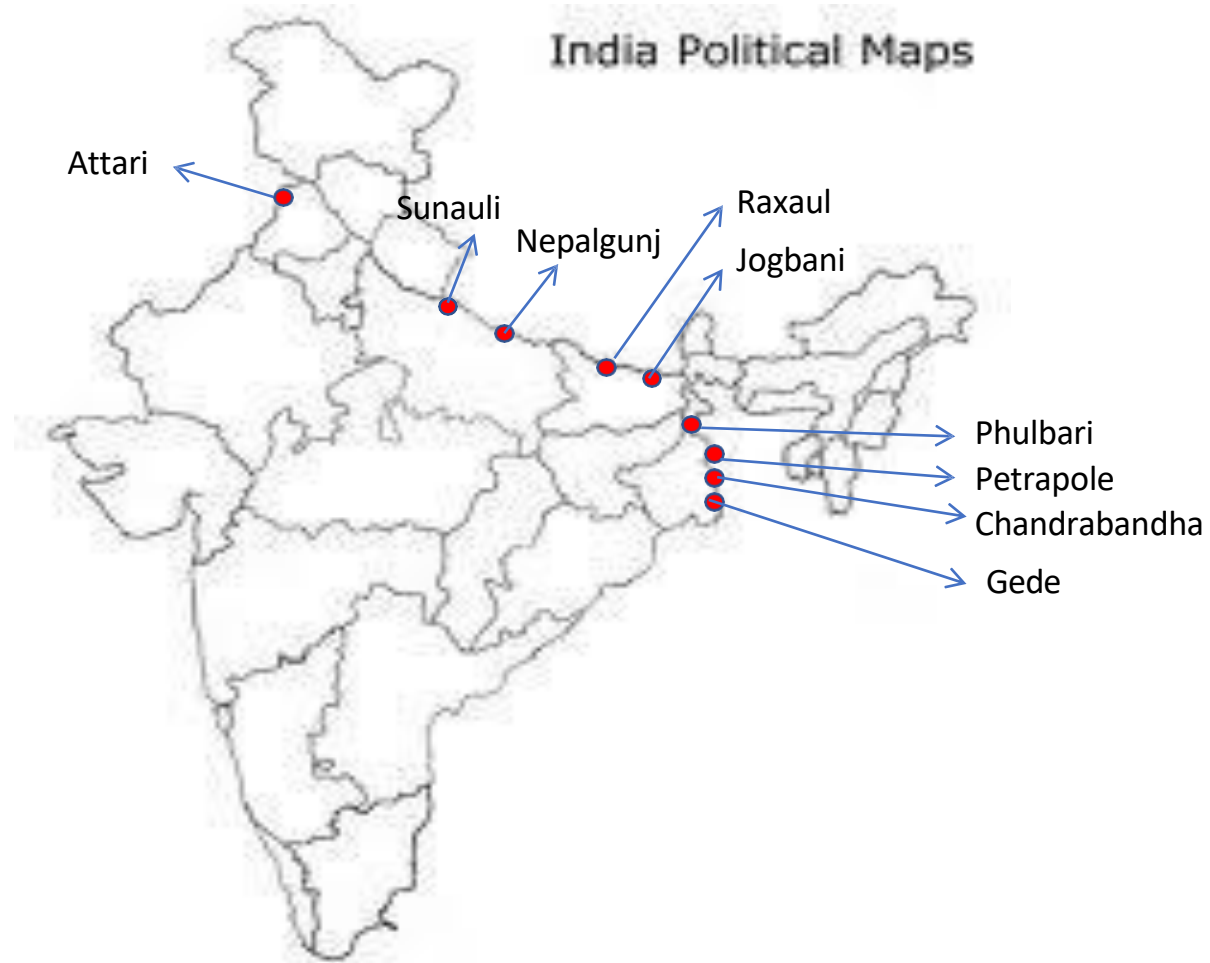 India Political Maps
Attari
Sunauli
Nepalgunj
Raxaul
Jogbani
Phulbari
Petrapole
Chandrabandha
Gede